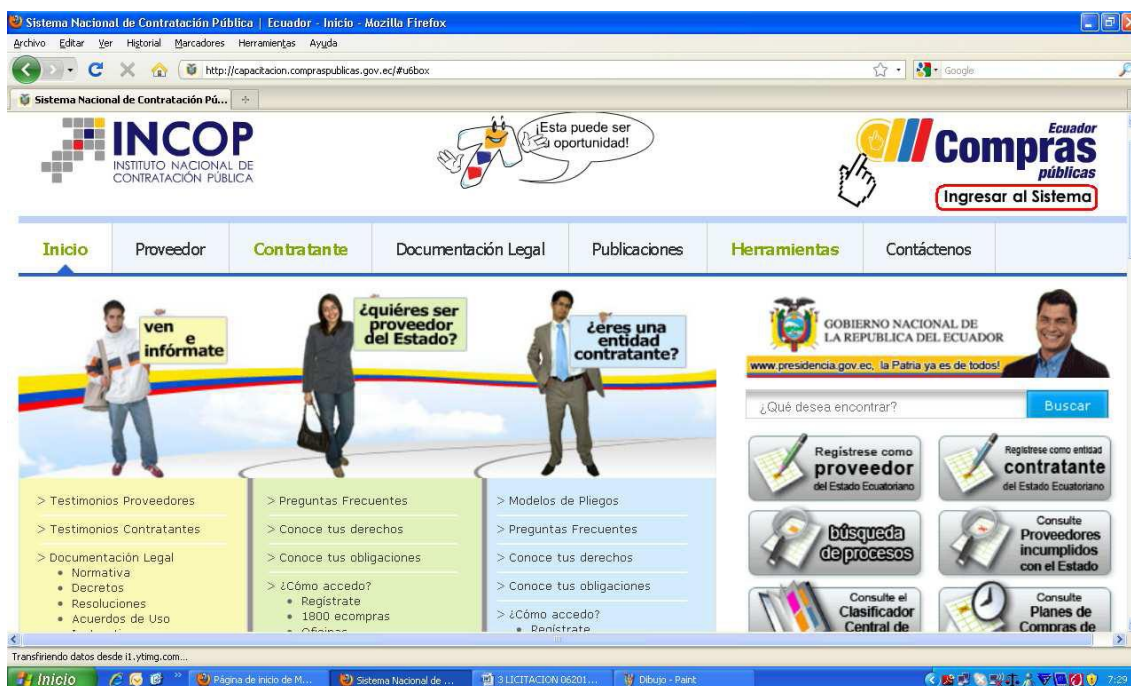 Sistema Nacional de Contratación Pública | Ecuador - Inicio - Mozilla Firefox
Archivo Editar Ver Historial Marcadores Herramientas Ayuda
http://capacitacion.compraspublicas.gov.ec/#u6box
Google
Sistema Nacional de Contratación Pú...
INCOP
INSTITUTO NACIONAL DE
CONTRATACIÓN PÚBLICA
¡Esta puede ser
oportunidad!
Ecuador
Compras
públicas
Ingresar al Sistema
Inicio
Proveedor
Contratante
Documentación Legal
Publicaciones
Herramientas
Contáctenos
ven
e
infórmate
¿quiéres ser
proveedor
del Estado?
¿eres una
entidad
contratante?
GOBIERNO NACIONAL DE
LA REPUBLICA DEL ECUADOR
www.presidencia.gov.ec, la Patria ya es de todos!
¿Qué desea encontrar?
Buscar
> Testimonios Proveedores
> Testimonios Contratantes
> Documentación Legal
• Normativa
• Decretos
• Resoluciones
• Acuerdos de Uso
> Preguntas Frecuentes
> Conoce tus derechos
> Conoce tus obligaciones
> ¿Cómo accedo?
• Regístrate
• 1800 ecompras
• Oficinas
> Modelos de Pliegos
> Preguntas Frecuentes
> Conoce tus derechos
> Conoce tus obligaciones
> ¿Cómo accedo?
• Regístrate
Regístrese como
proveedor
del Estado Ecuatoriano
Regístrese como entidad
contratante
del Estado Ecuatoriano
búsqueda
de procesos
Consulte
Proveedores
incumplidos
con el Estado
Consulte el
Clasificador
Central de
Consulte
Planes de
Compras de
Transfiriendo datos desde i1.ytimg.com...
Inicio
Página de inicio de M...
Sistema Nacional de ...
3 LICITACION 06201...
Dibujo - Paint
7:29